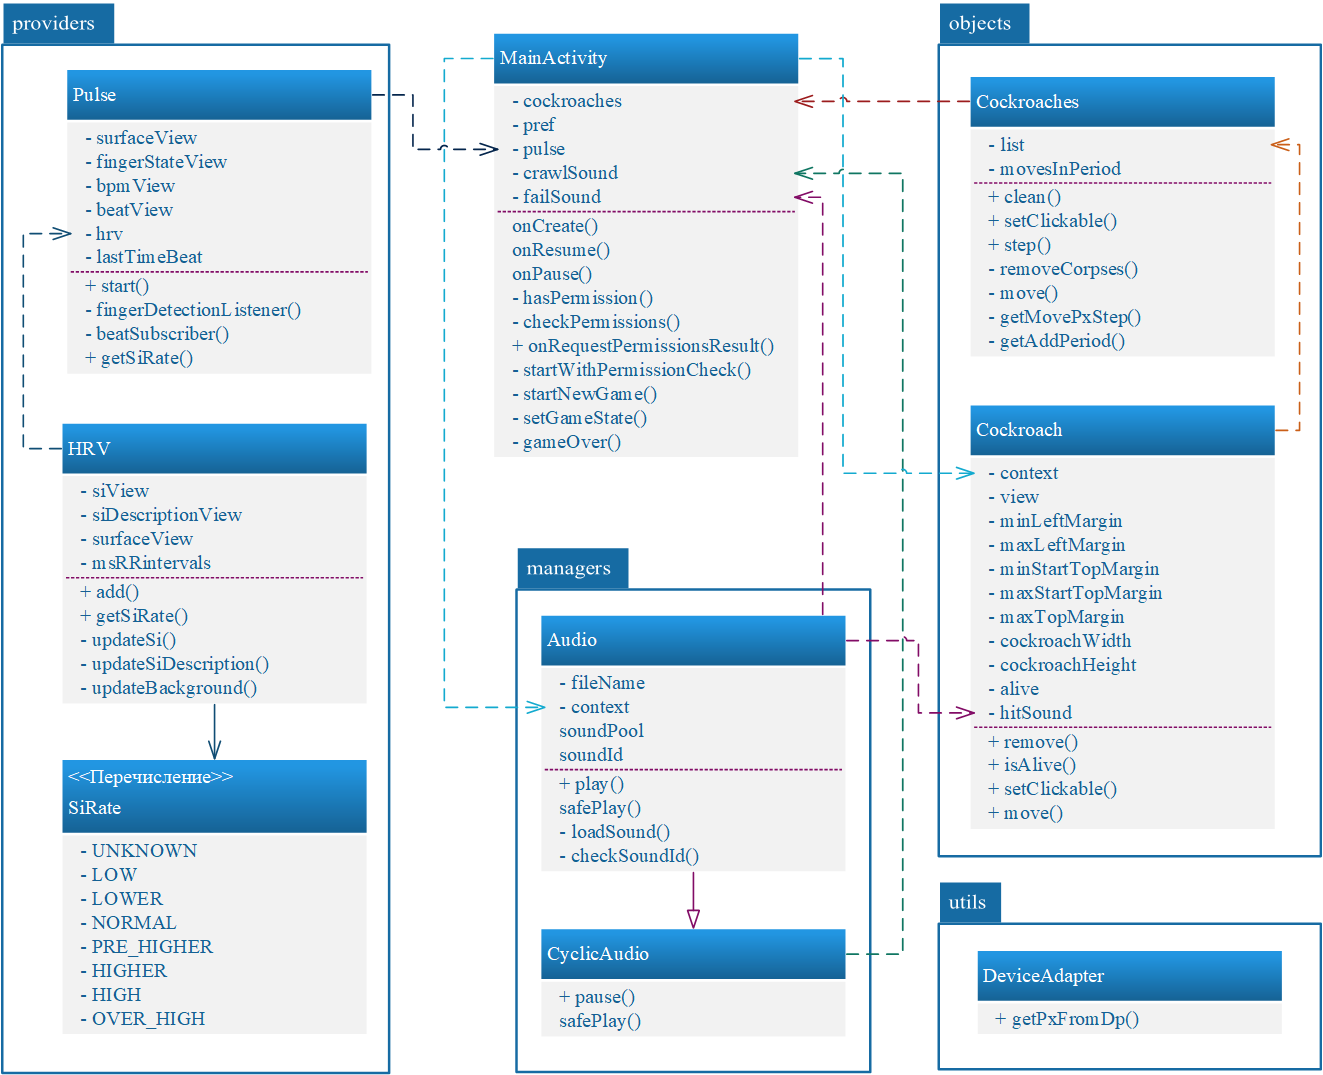 providers
Pulse
- surfaceView
- fingerStateView
- bpmView
- beatView
- hrv
- lastTimeBeat
+ start()
- fingerDetectionListener()
- beatSubscriber()
+ getSiRate()
HRV
- siView
- siDescriptionView
- surfaceView
- msRRintervals
+ add()
+ getSiRate()
- updateSi()
- updateSiDescription()
- updateBackground()
<<Перечисление>>
SiRate
- UNKNOWN
- LOW
- LOWER
- NORMAL
- PRE_HIGHER
- HIGHER
- HIGH
- OVER_HIGH
MainActivity
- cockroaches
- pref
- pulse
- crawlSound
- failSound
onCreate()
onResume()
onPause()
- hasPermission()
- checkPermissions()
+ onRequestPermissionsResult()
- startWithPermissionCheck()
- startNewGame()
- setGameState()
- gameOver()
managers
Audio
- fileName
- context
soundPool
soundId
+ play()
safePlay()
- loadSound()
- checkSoundId()
CyclicAudio
+ pause()
safePlay()
objects
Cockroaches
- list
- movesInPeriod
+ clean()
+ setClickable()
+ step()
- removeCorpses()
- move()
- getMovePxStep()
- getAddPeriod()
Cockroach
- context
- view
- minLeftMargin
- maxLeftMargin
- minStartTopMargin
- maxStartTopMargin
- maxTopMargin
- cockroachWidth
- cockroachHeight
- alive
- hitSound
+ remove()
+ isAlive()
+ setClickable()
+ move()
utils
DeviceAdapter
+ getPxFromDp()